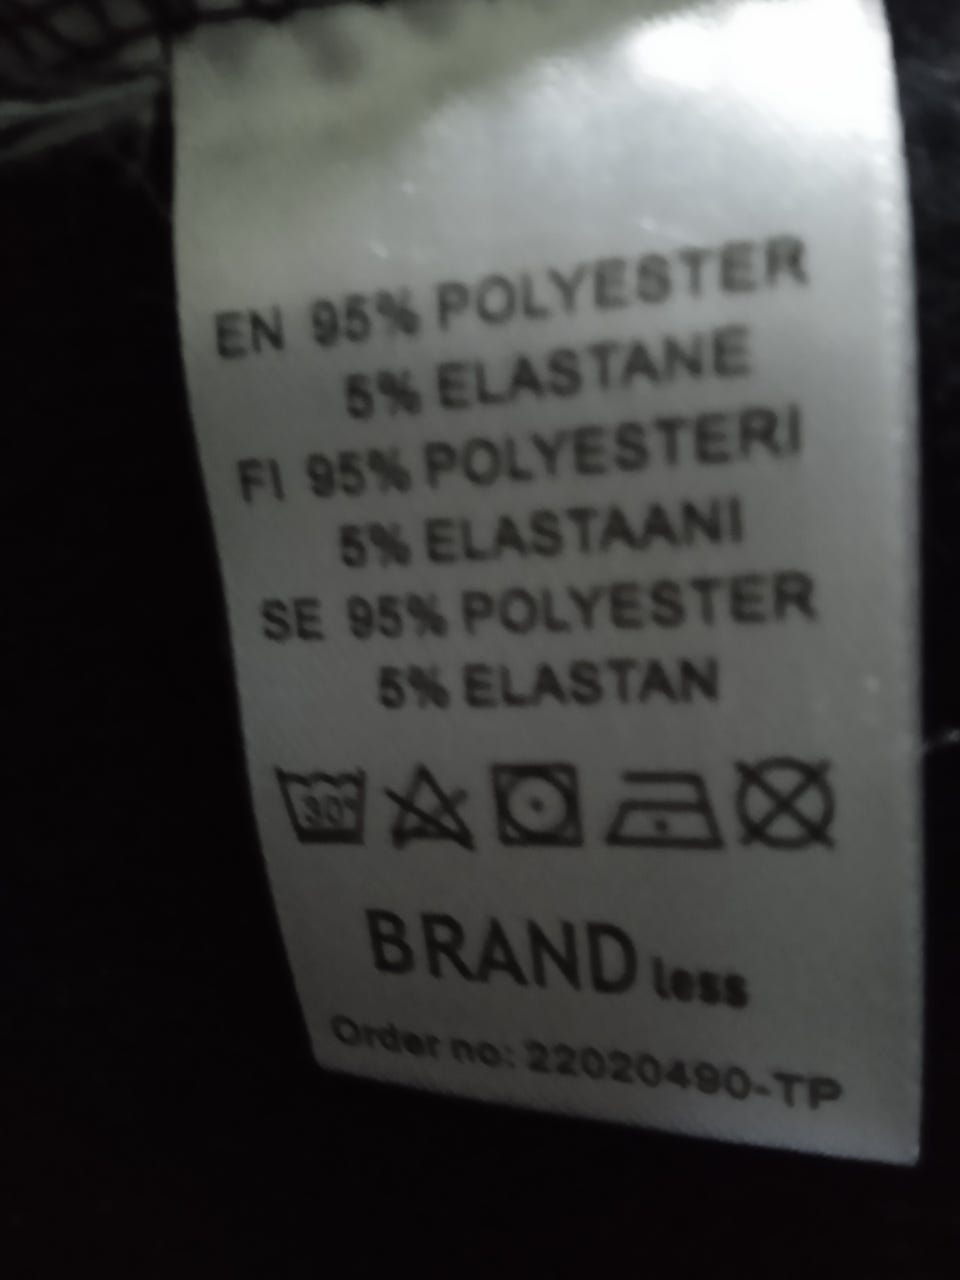 EN 95% POLYESTER
5% ELASTANE
FI 95% POLYESTERI
5% ELASTAANI
SE 95% POLYESTER
5% ELASTAN
30°
BRAND less
Order no: 22020490-TP